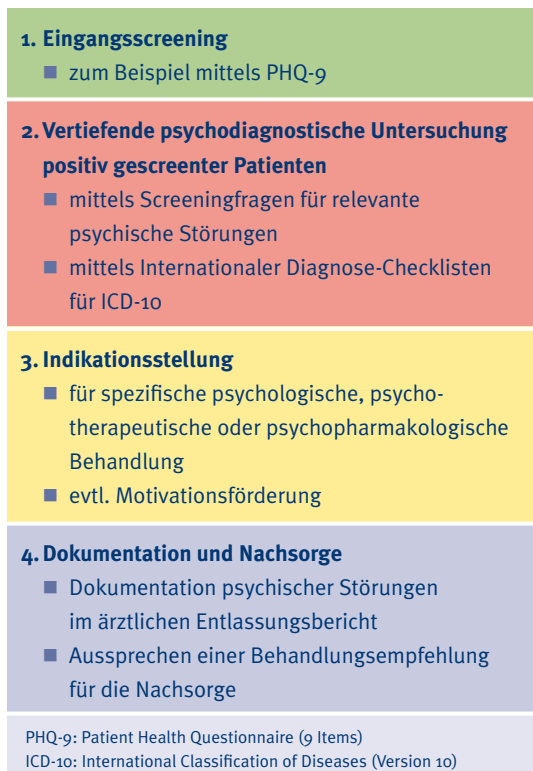 1. Eingangsscreening
■ zum Beispiel mittels PHQ-9
2. Vertiefende psychodiagnostische Untersuchung
positiv gescreenter Patienten
■ mittels Screeningfragen für relevante
psychische Störungen
■ mittels Internationaler Diagnose-Checklisten
für ICD-10
3. Indikationsstellung
■ für spezifische psychologische, psycho-
therapeutische oder psychopharmakologische
Behandlung
■ evtl. Motivationsförderung
4. Dokumentation und Nachsorge
■ Dokumentation psychischer Störungen
im ärztlichen Entlassungsbericht
■ Aussprechen einer Behandlungsempfehlung
für die Nachsorge
PHQ-9: Patient Health Questionnaire (9 Items)
ICD-10: International Classification of Diseases (Version 10)